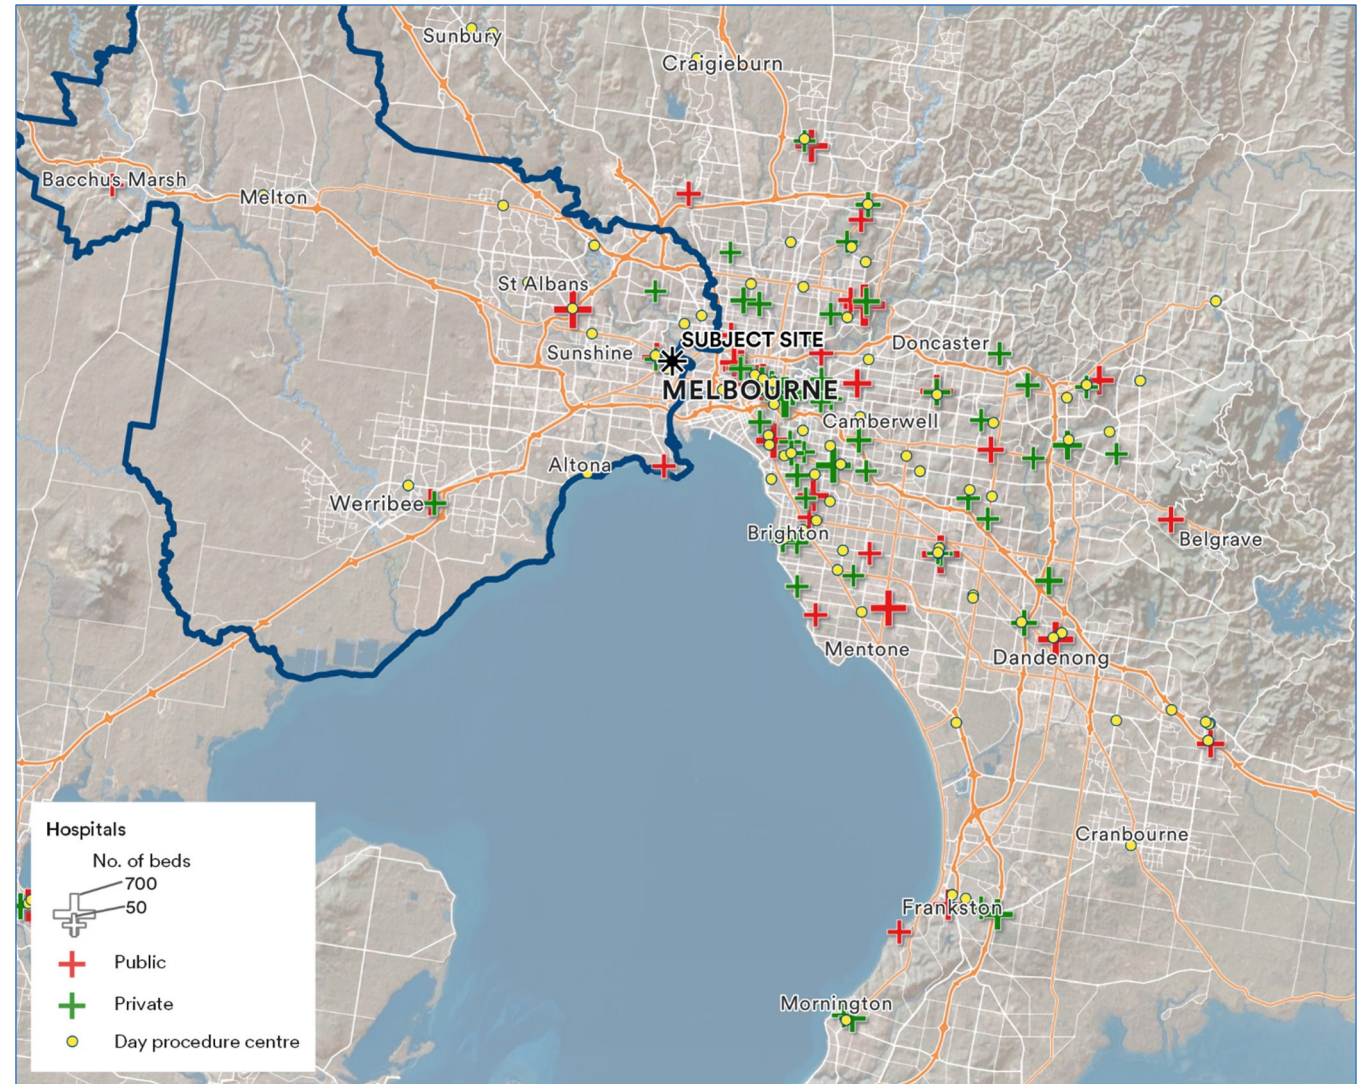 Sunbury
Craigieburn
Bacchus Marsh
Melton
St Albans
SUBJECT SITE
Doncaster
Sunshine
MELBOURNE
Camberwell
Altona
Werribee
Brighton
Belgrave
Mentone
Dandenong
Cranbourne
Frankston
Mornington
Hospitals
No. of beds
700
50
Public
Private
Day procedure centre